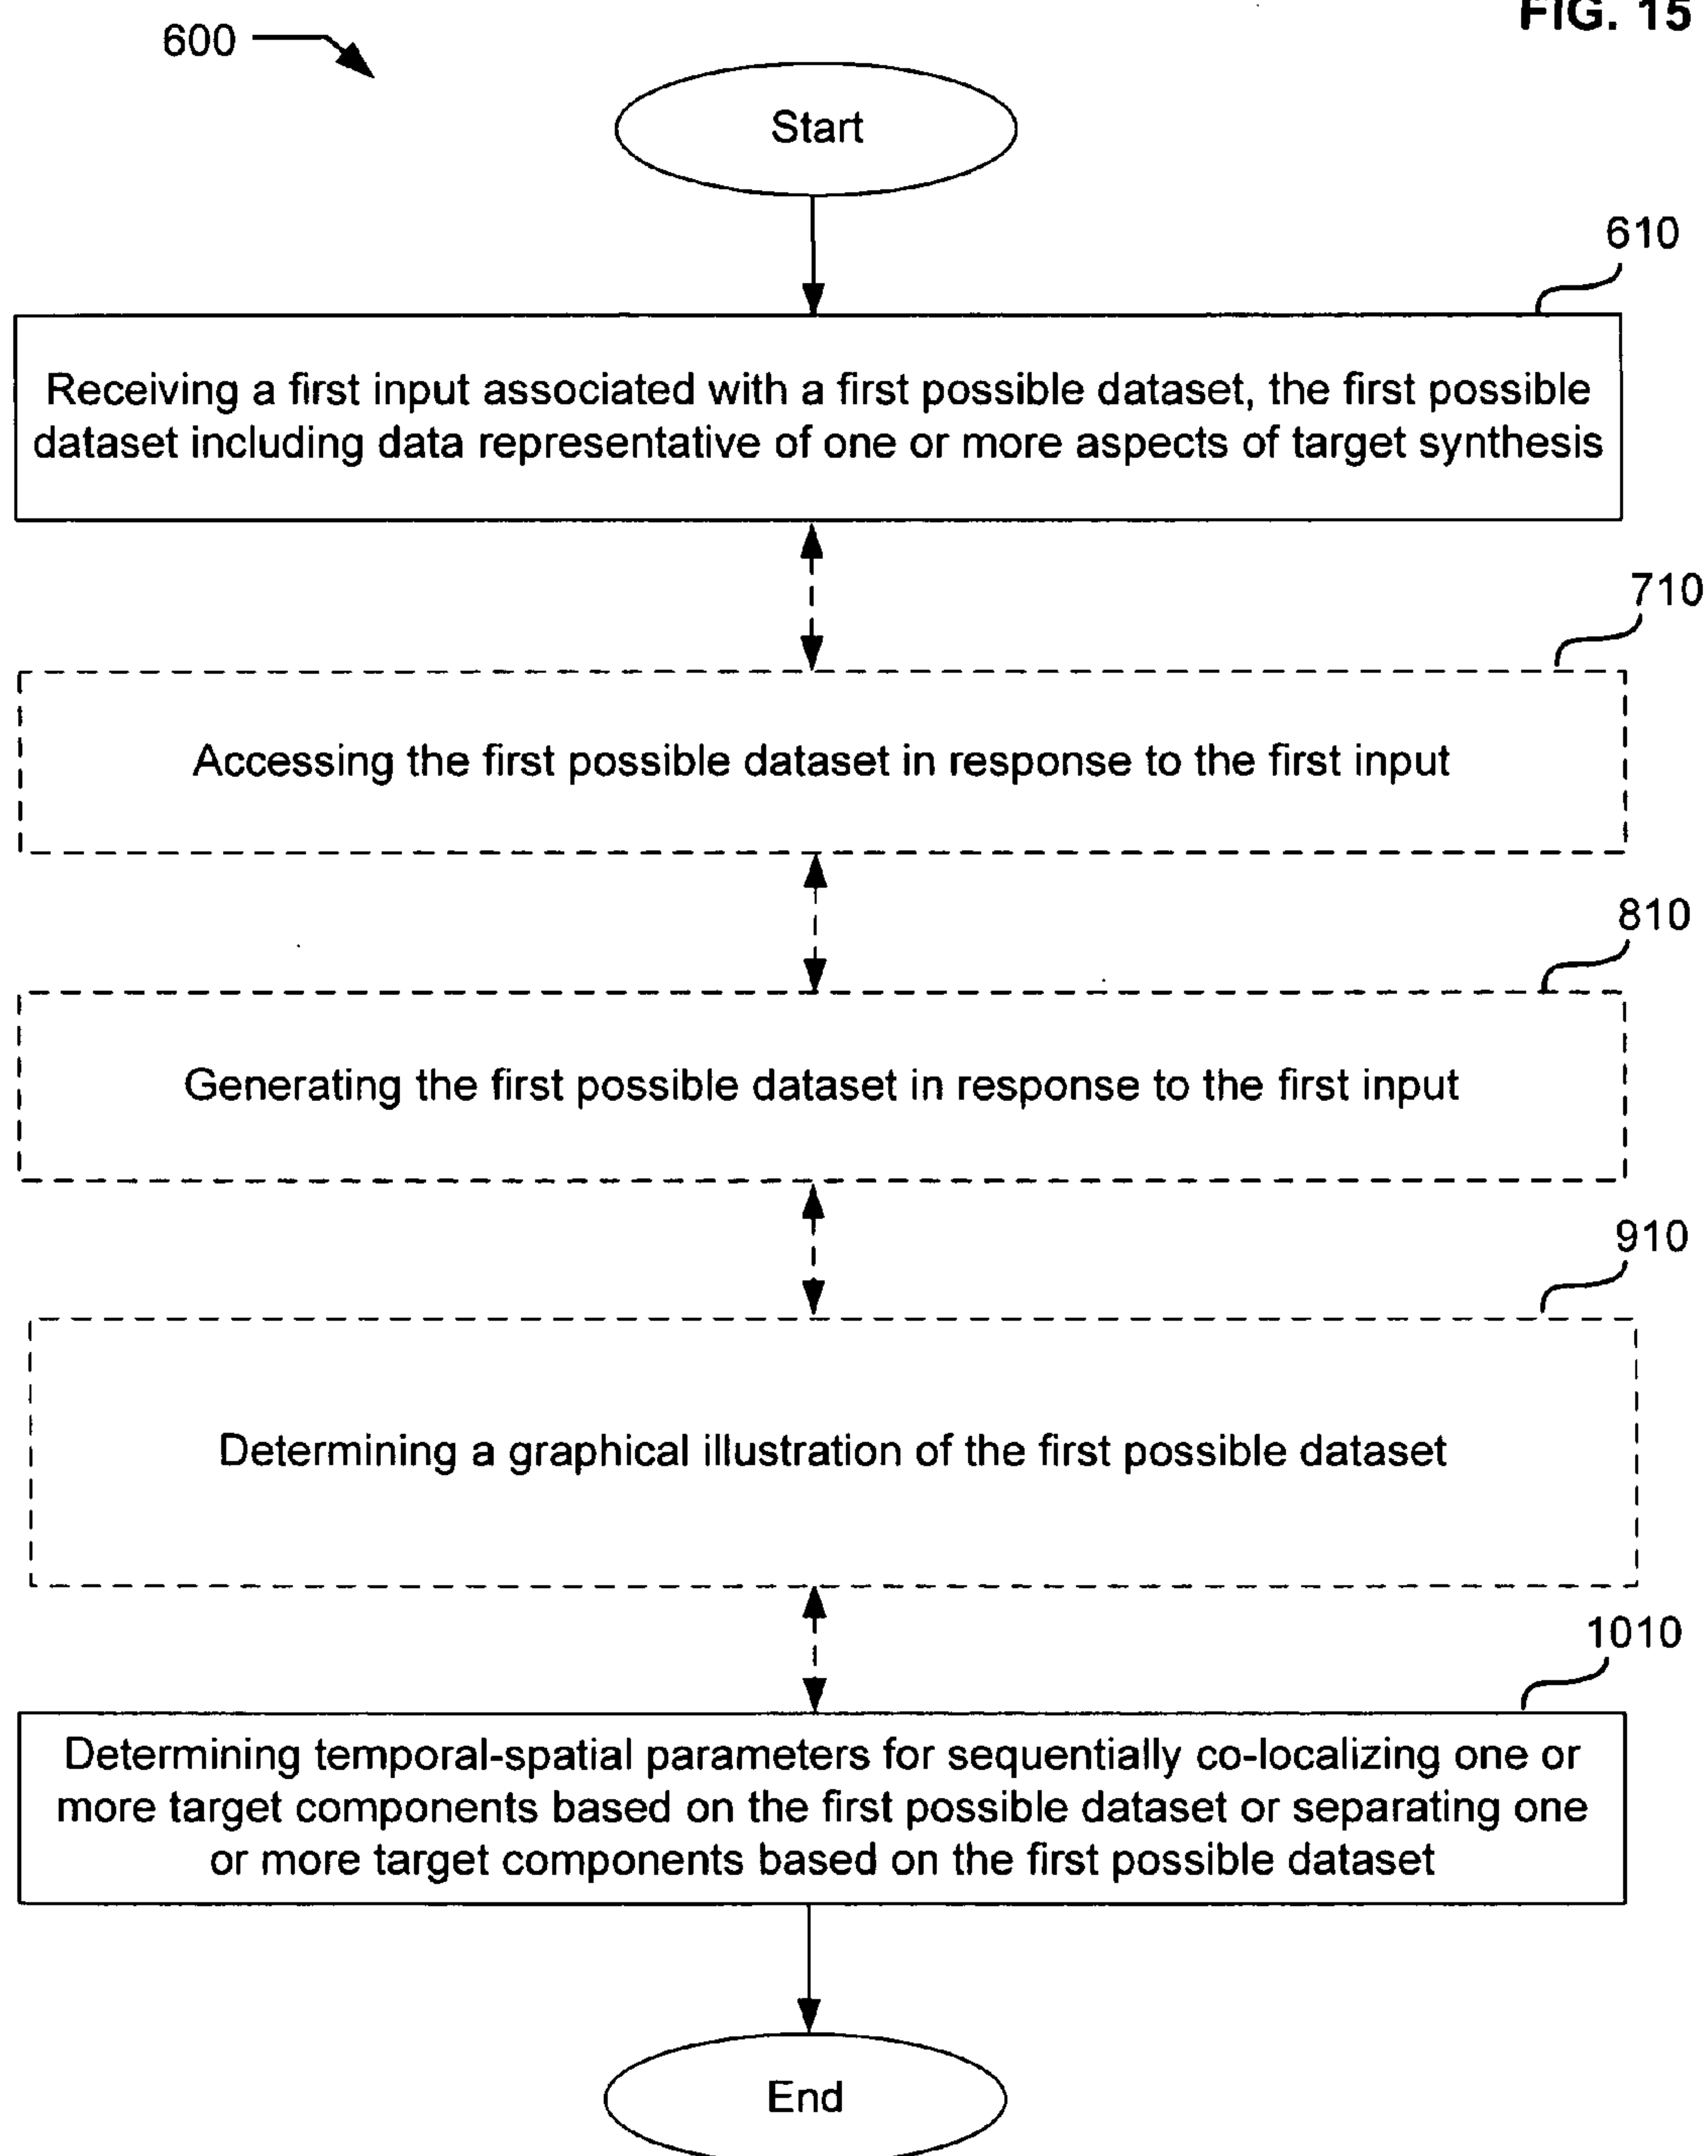 FIG. 15
600
Start
610
Receiving a first input associated with a first possible dataset, the first possible
dataset including data representative of one or more aspects of target synthesis
710
Accessing the first possible dataset in response to the first input
810
Generating the first possible dataset in response to the first input
910
Determining a graphical illustration of the first possible dataset
1010
Determining temporal-spatial parameters for sequentially co-localizing one or
more target components based on the first possible dataset or separating one
or more target components based on the first possible dataset
End